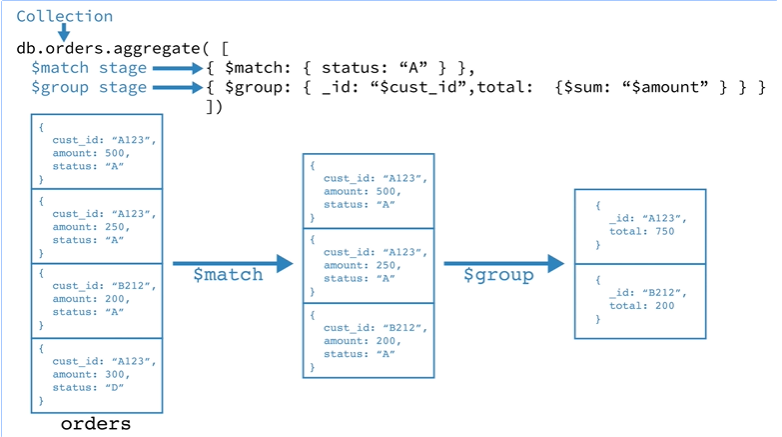 Collection
db.orders.aggregate( [
$match stage { $match: { status: “A” } },
$group stage { $group: { _id: “$cust_id”,total:  {$sum: “$amount” } } }
])
{
cust_id: “A123”,
amount: 500,
status: “A”
}
{
cust_id: “A123”,
amount: 250,
status: “A”
}
{
cust_id: “B212”,
amount: 200,
status: “A”
}
{
cust_id: “A123”,
amount: 300,
status: “D”
}
orders
$match
{
cust_id: “A123”,
amount: 500,
status: “A”
}
{
cust_id: “A123”,
amount: 250,
status: “A”
}
{
cust_id: “B212”,
amount: 200,
status: “A”
}
$group
{
_id: “A123”,
total: 750
}
{
_id: “B212”,
total: 200
}